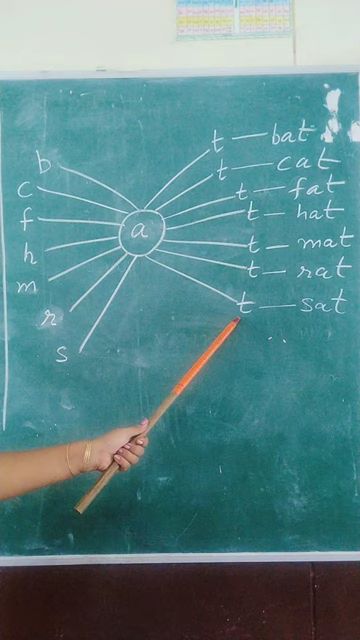 b
c
f
h
m
r
s
a
t — bat
t — cat
t — fat
t — hat
t — mat
t — rat
t — sat